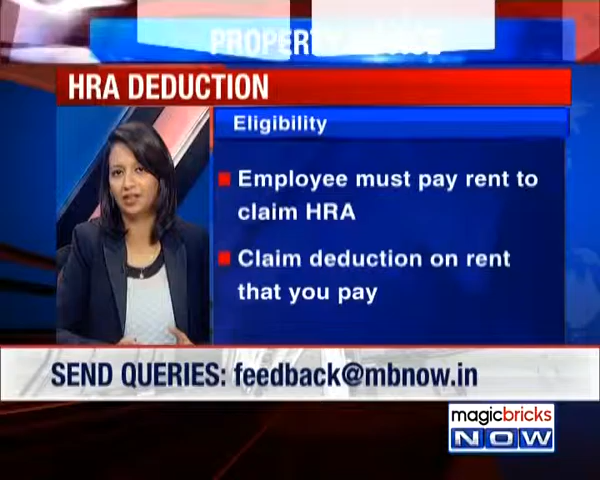 PROPERTY
HRA DEDUCTION
Eligibility
Employee must pay rent to
claim HRA
Claim deduction on rent
that you pay
SEND QUERIES: feedback@mbnow.in
magicbricks
NOW